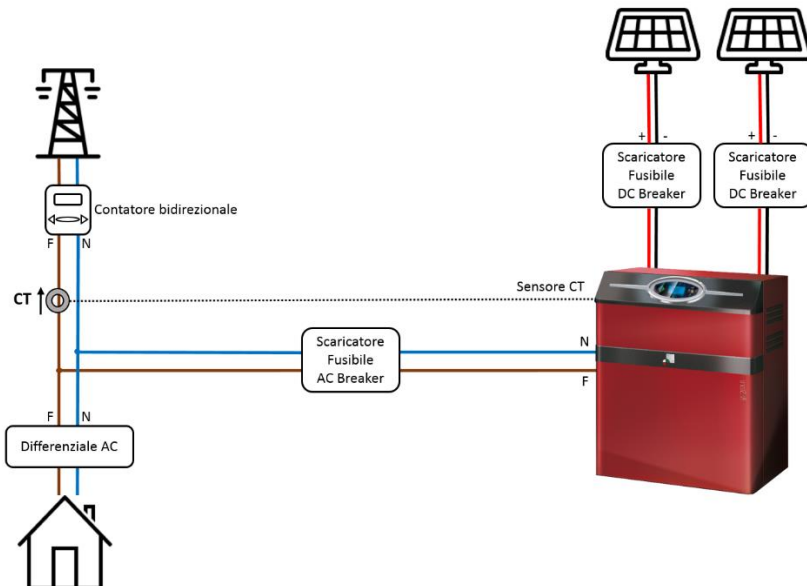 + -
+ -
Scaricatore
Fusibile
DC Breaker
Scaricatore
Fusibile
DC Breaker
Contatore bidirezionale
F N
CT
Sensore CT
Scaricatore
Fusibile
AC Breaker
N
F
F N
Differenziale AC